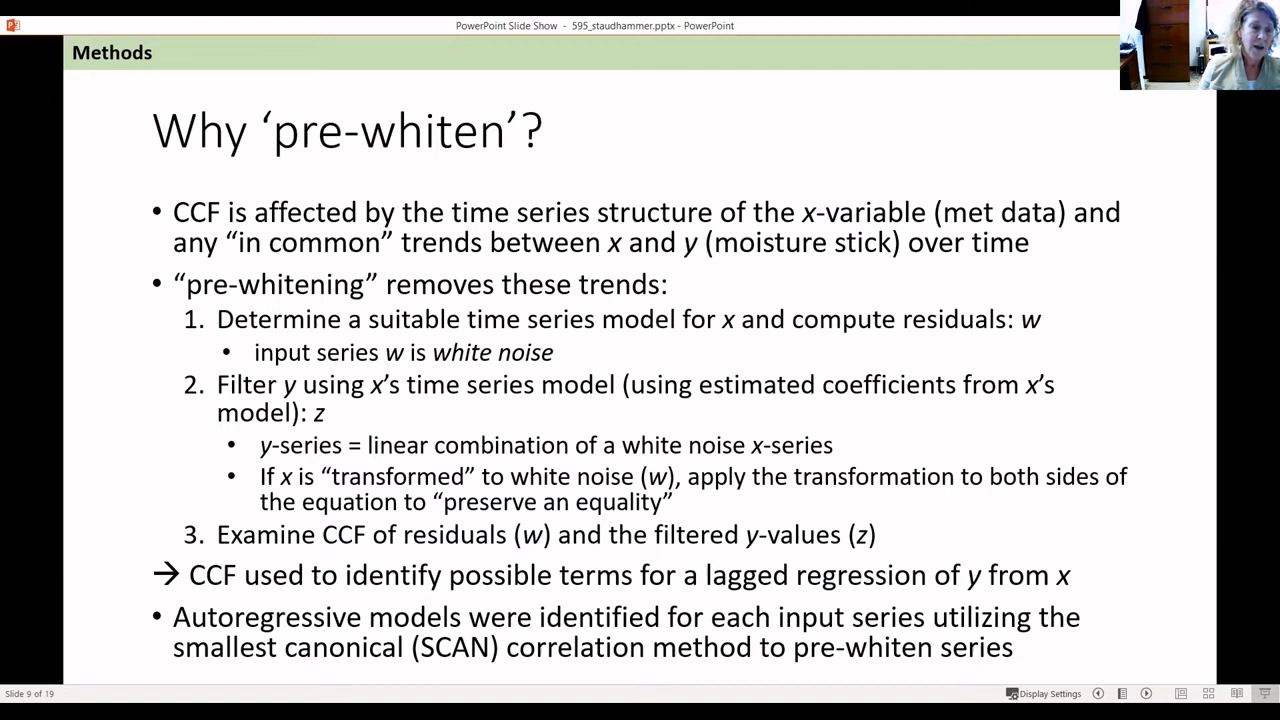 PowerPoint Slide Show - 595_staudhammer.pptx - PowerPoint
Methods
Why ‘pre-whiten’?
• CCF is affected by the time series structure of the x-variable (met data) and
any “in common” trends between x and y (moisture stick) over time
• “pre-whitening” removes these trends:
1. Determine a suitable time series model for x and compute residuals: w
• input series w is white noise
2. Filter y using x’s time series model (using estimated coefficients from x’s
model): z
• y-series = linear combination of a white noise x-series
• If x is “transformed” to white noise (w), apply the transformation to both sides of
the equation to “preserve an equality”
3. Examine CCF of residuals (w) and the filtered y-values (z)
→ CCF used to identify possible terms for a lagged regression of y from x
• Autoregressive models were identified for each input series utilizing the
smallest canonical (SCAN) correlation method to pre-whiten series
Slide 9 of 19
Display Settings